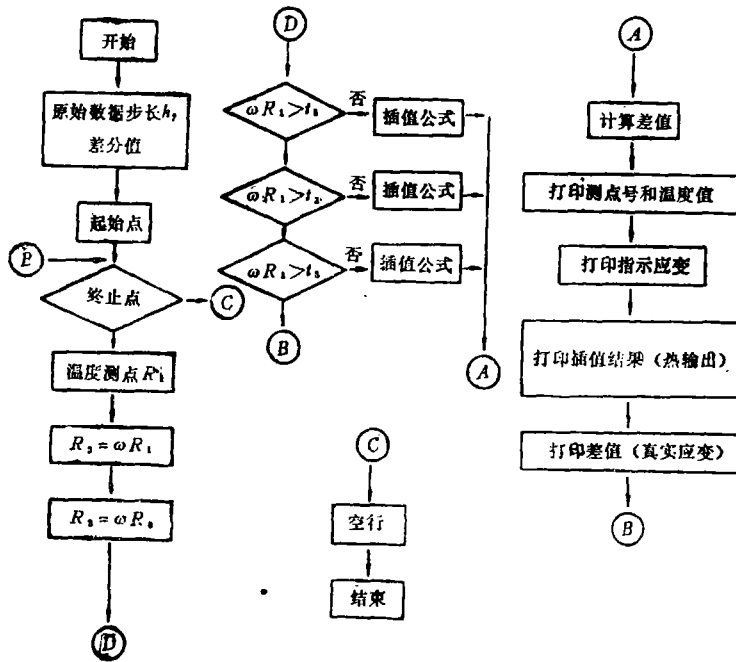 开始
原始数据步长h,
差分值
起始点
B
终止点
C
温度测点R₁
R₂=ωR₁
R₃=ωR₃
D
D
ωR₁>t₁
否
插值公式
ωR₁>t₂
否
插值公式
ωR₁>t₃
否
插值公式
B
A
C
空行
结束
A
计算差值
打印测点号和温度值
打印指示应变
打印插值结果（热输出）
打印差值（真实应变）
B